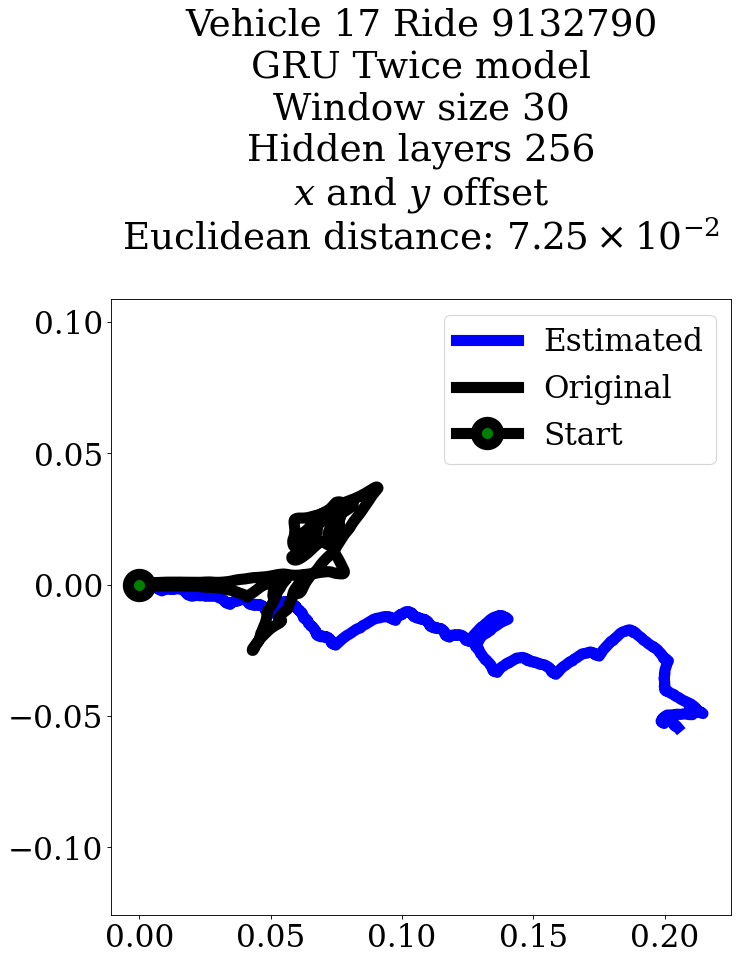 Vehicle 17 Ride 9132790
GRU Twice model
Window size 30
Hidden layers 256
x and y offset
Euclidean distance: 7.25 × 10⁻²
Estimated
Original
Start
0.10
0.05
0.00
−0.05
−0.10
0.00 0.05 0.10 0.15 0.20